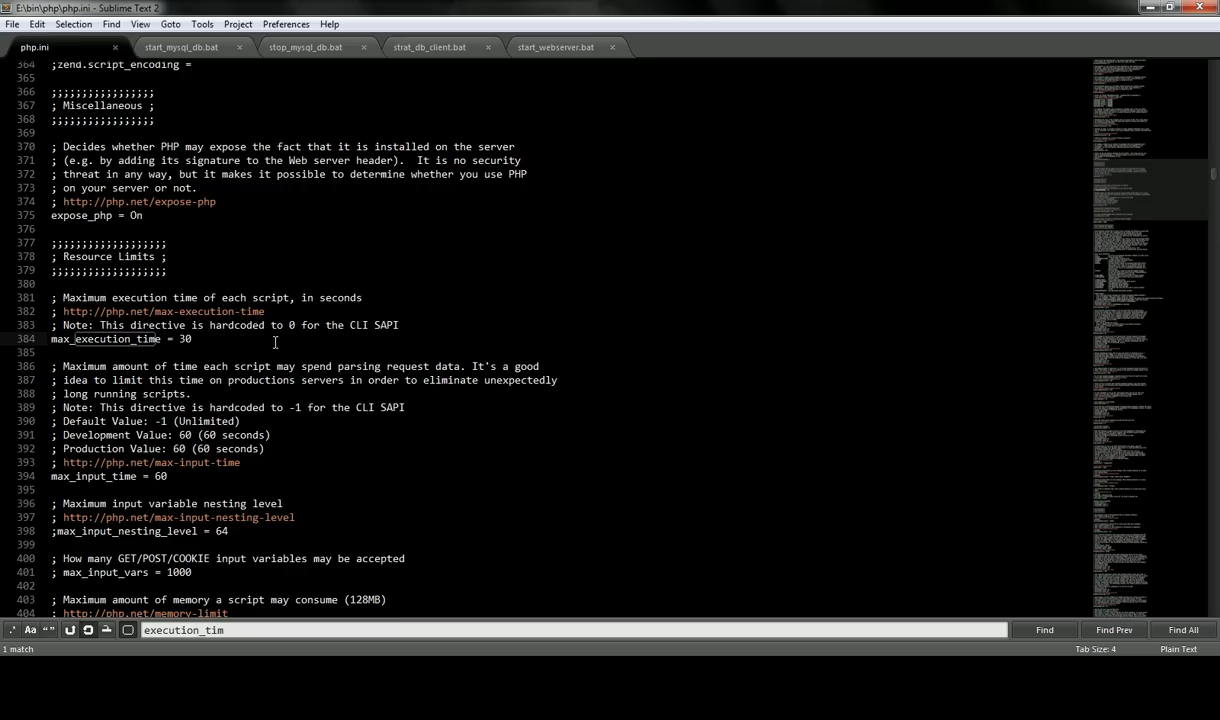 E:\bin\php\php.ini - Sublime Text 2
File Edit Selection Find View Goto Tools Project Preferences Help
php.ini × start_mysql_db.bat × stop_mysql_db.bat × strat_db_client.bat × start_webserver.bat ×
364 ;zend.script_encoding =
365
366 ;;;;;;;;;;;;;;;;;
367 ; Miscellaneous ;
368 ;;;;;;;;;;;;;;;;;
369
370 ; Decides whether PHP may expose the fact that it is installed on the server
371 ; (e.g. by adding its signature to the Web server header).  It is no security
372 ; threat in any way, but it makes it possible to determine whether you use PHP
373 ; on your server or not.
374 ; http://php.net/expose-php
375 expose_php = On
376
377 ;;;;;;;;;;;;;;;;;;;
378 ; Resource Limits ;
379 ;;;;;;;;;;;;;;;;;;;
380
381 ; Maximum execution time of each script, in seconds
382 ; http://php.net/max-execution-time
383 ; Note: This directive is hardcoded to 0 for the CLI SAPI
384 max_execution_time = 30
385
386 ; Maximum amount of time each script may spend parsing request data. It's a good
387 ; idea to limit this time on productions servers in order to eliminate unexpectedly
388 ; long running scripts.
389 ; Note: This directive is hardcoded to -1 for the CLI SAPI
390 ; Default Value: -1 (Unlimited)
391 ; Development Value: 60 (60 seconds)
392 ; Production Value: 60 (60 seconds)
393 ; http://php.net/max-input-time
394 max_input_time = 60
395
396 ; Maximum input variable nesting level
397 ; http://php.net/max-input-nesting-level
398 ;max_input_nesting_level = 64
399
400 ; How many GET/POST/COOKIE input variables may be accepted
401 ; max_input_vars = 1000
402
403 ; Maximum amount of memory a script may consume (128MB)
404 ; http://php.net/memory-limit
.* Aa “” execution_tim Find Find Prev Find All
1 match Tab Size: 4 Plain Text